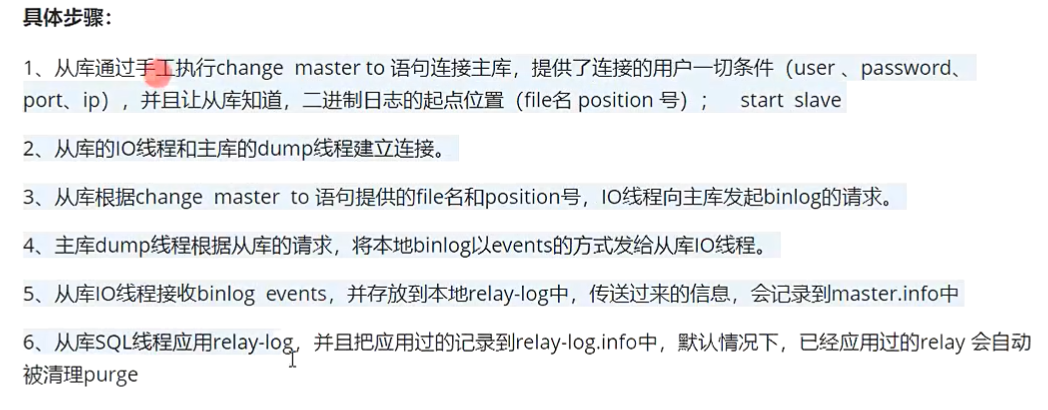 具体步骤：
1、从库通过手工执行change master to 语句连接主库，提供了连接的用户一切条件（user 、password、
port、ip），并且让从库知道，二进制日志的起点位置（file名 position 号）； start slave
2、从库的IO线程和主库的dump线程建立连接。
3、从库根据change master to 语句提供的file名和position号，IO线程向主库发起binlog的请求。
4、主库dump线程根据从库的请求，将本地binlog以events的方式发给从库IO线程。
5、从库IO线程接收binlog events，并存放到本地relay-log中，传送过来的信息，会记录到master.info中
6、从库SQL线程应用relay-log，并且把应用过的记录到relay-log.info中，默认情况下，已经应用过的relay 会自动
被清理purge